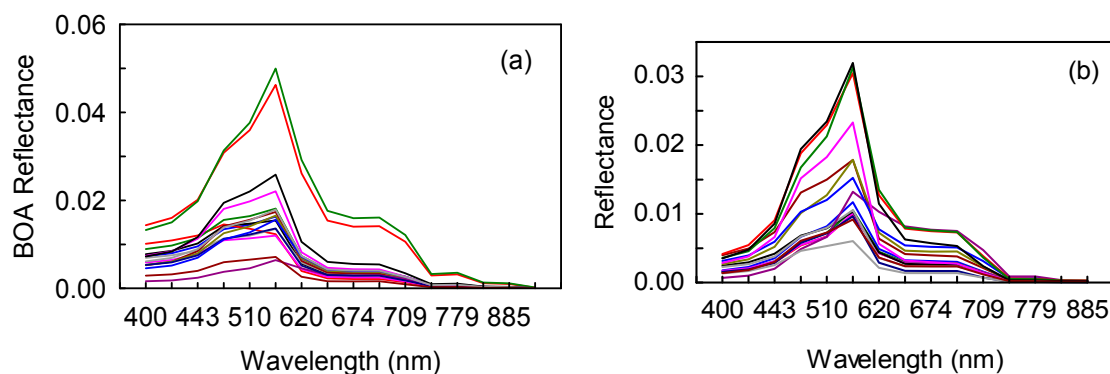 (a)
BOA Reflectance
0.06
0.04
0.02
0.00
400 443 510 620 674 709 779 885
Wavelength (nm)
(b)
Reflectance
0.03
0.02
0.01
0.00
400 443 510 620 674 709 779 885
Wavelength (nm)